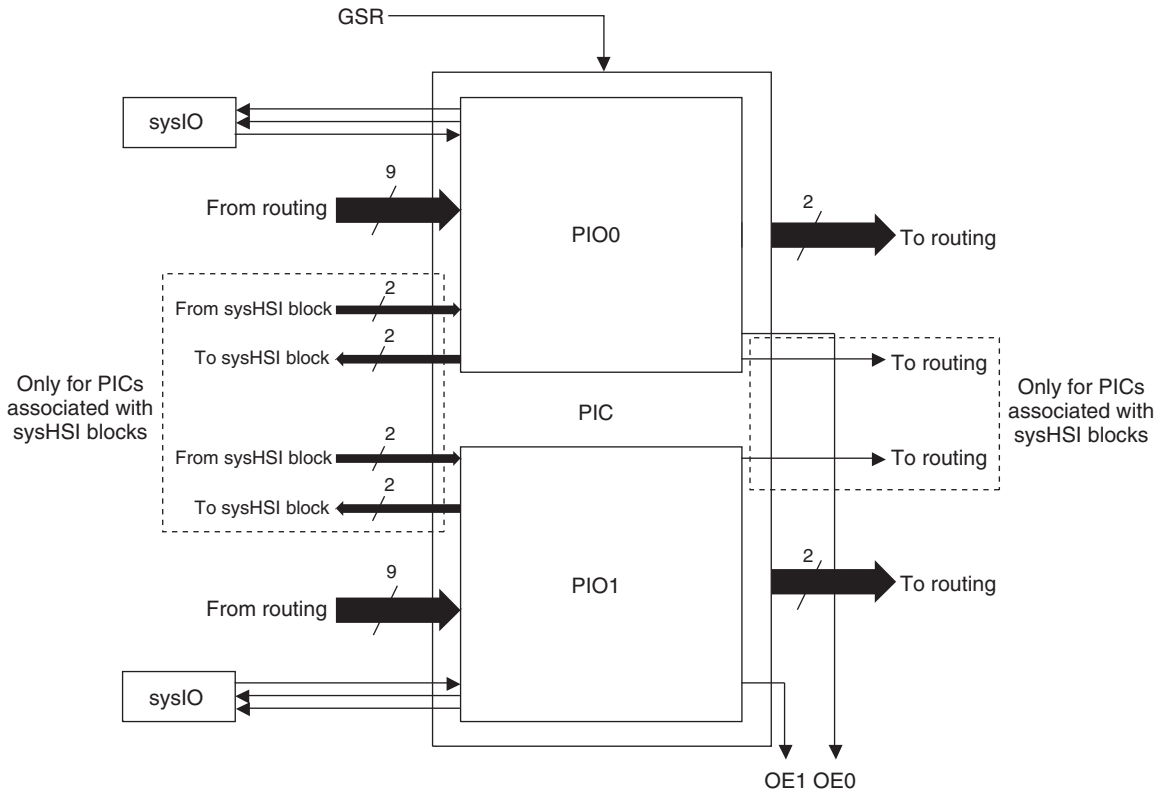 GSR
sysIO
9
From routing
PIO0
2
To routing
2
From sysHSI block
2
To sysHSI block
To routing
Only for PICs
associated with
sysHSI blocks
PIC
Only for PICs
associated with
sysHSI blocks
2
From sysHSI block
To routing
2
To sysHSI block
9
From routing
PIO1
2
To routing
sysIO
OE1 OE0